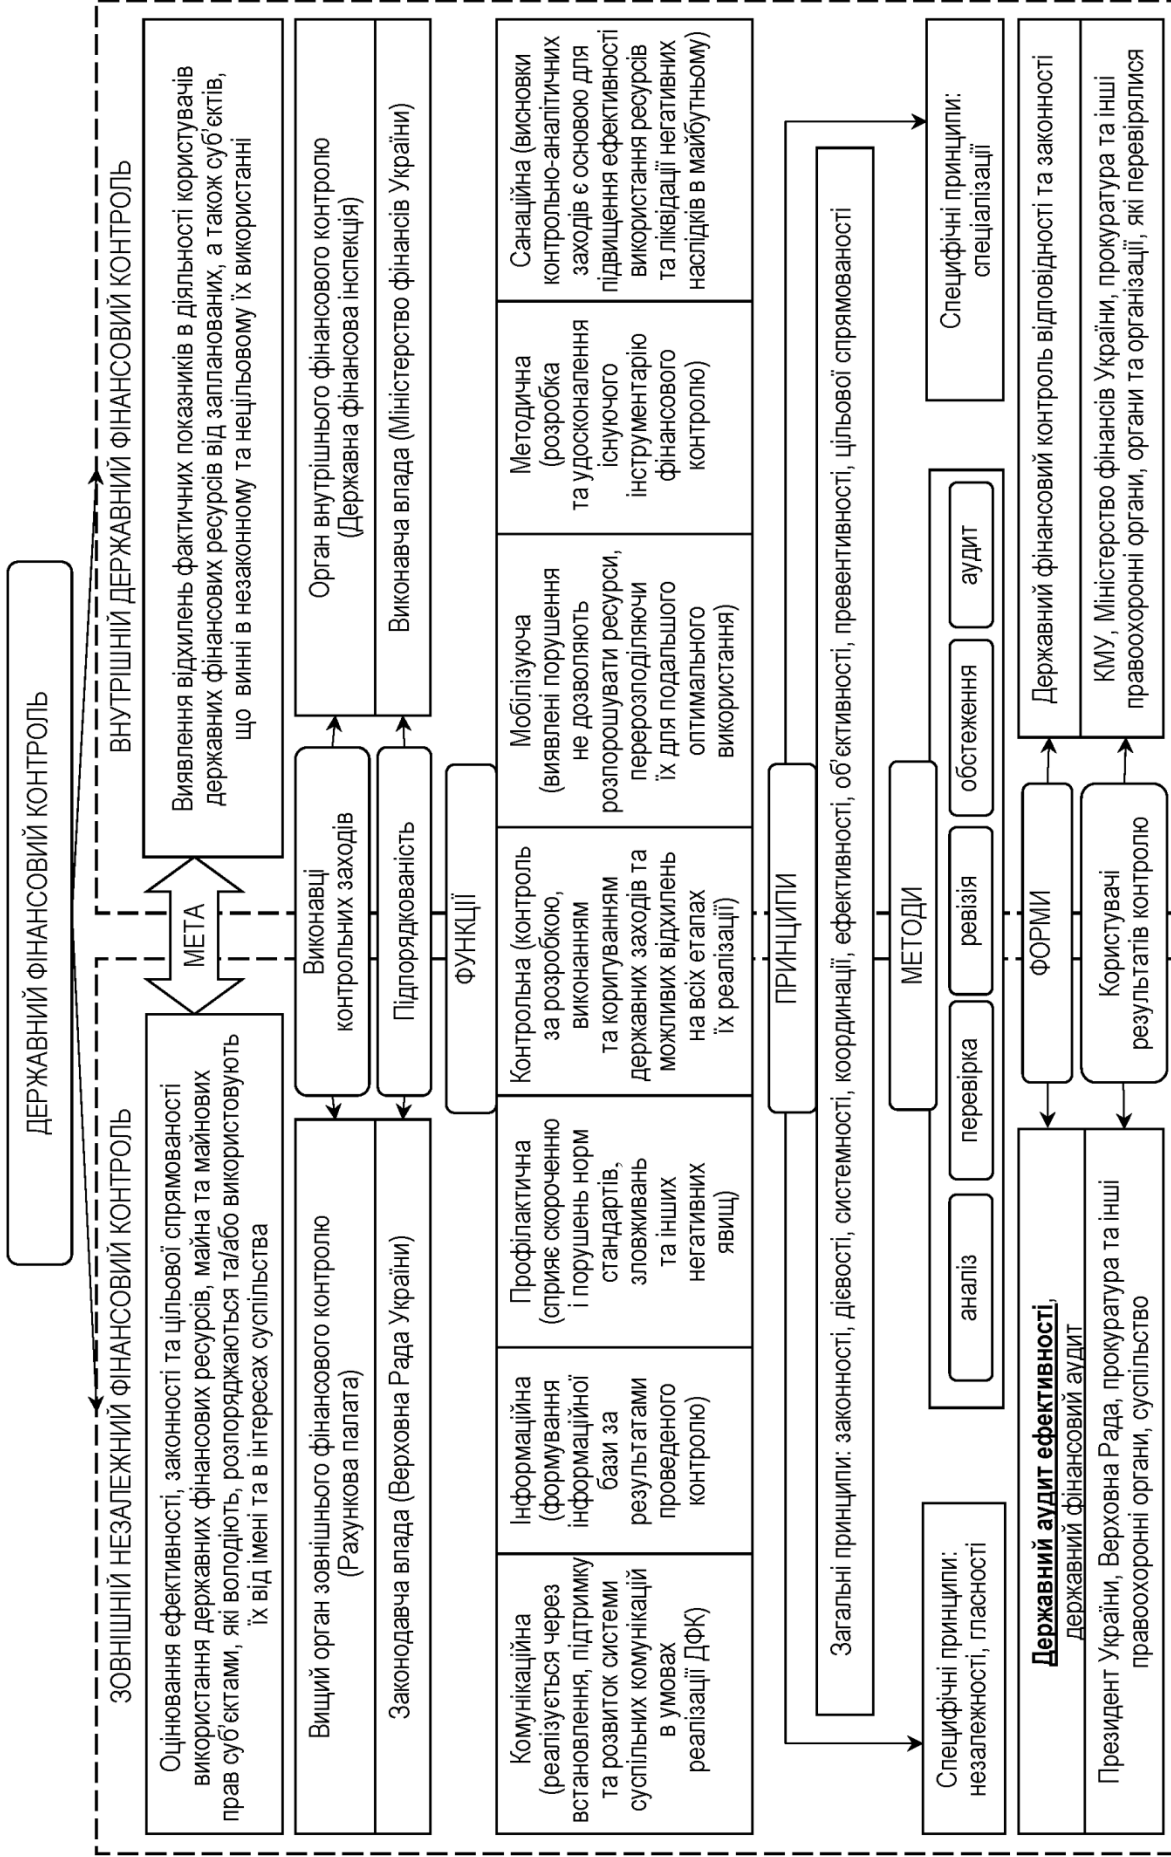 ДЕРЖАВНИЙ ФІНАНСОВИЙ КОНТРОЛЬ
ЗОВНІШНІЙ НЕЗАЛЕЖНИЙ ФІНАНСОВИЙ КОНТРОЛЬ
ВНУТРІШНІЙ ДЕРЖАВНИЙ ФІНАНСОВИЙ КОНТРОЛЬ
Оцінювання ефективності, законності та цільової спрямованості
використання державних фінансових ресурсів, майна та майнових
прав суб’єктами, які володіють, розпоряджаються та/або використовують
їх від імені та в інтересах суспільства
МЕТА
Виявлення відхилень фактичних показників в діяльності користувачів
державних фінансових ресурсів від запланованих, а також суб’єктів,
що винні в незаконному та нецільовому їх використанні
Вищий орган зовнішнього фінансового контролю
(Рахункова палата)
Виконавці
контрольних заходів
Орган внутрішнього фінансового контролю
(Державна фінансова інспекція)
Законодавча влада (Верховна Рада України)
Підпорядкованість
Виконавча влада (Міністерство фінансів України)
ФУНКЦІЇ
Комунікаційна
(реалізується через
встановлення, підтримку
та розвиток системи
суспільних комунікацій
в умовах
реалізації ДФК)
Інформаційна
(формування
інформаційної
бази за
результатами
проведеного
контролю)
Профілактична
(сприяє скороченню
і порушень норм
стандартів,
зловживань
та інших
негативних
явищ)
Контрольна (контроль
за розробкою,
виконанням
та коригуванням
державних заходів та
можливих відхилень
на всіх етапах
їх реалізації)
Мобілізуюча
(виявлені порушення
не дозволяють
розпорошувати ресурси,
перерозподіляючи
їх для подальшого
оптимального
використання)
Методична
(розробка
та удосконалення
існуючого
інструментарію
фінансового
контролю)
Санаційна (висновки
контрольно-аналітичних
заходів є основою для
підвищення ефективності
використання ресурсів
та ліквідації негативних
наслідків в майбутньому)
ПРИНЦИПИ
Загальні принципи: законності, дієвості, системності, координації, ефективності, об’єктивності, превентивності, цільової спрямованості
Специфічні принципи:
незалежності, гласності
МЕТОДИ
Специфічні принципи:
спеціалізації
аналіз
перевірка
ревізія
обстеження
аудит
Державний аудит ефективності,
державний фінансовий аудит
ФОРМИ
Державний фінансовий контроль відповідності та законності
Президент України, Верховна Рада, прокуратура та інші
правоохоронні органи, суспільство
Користувачі
результатів контролю
КМУ, Міністерство фінансів України, прокуратура та інші
правоохоронні органи, органи та організації, які перевірялися